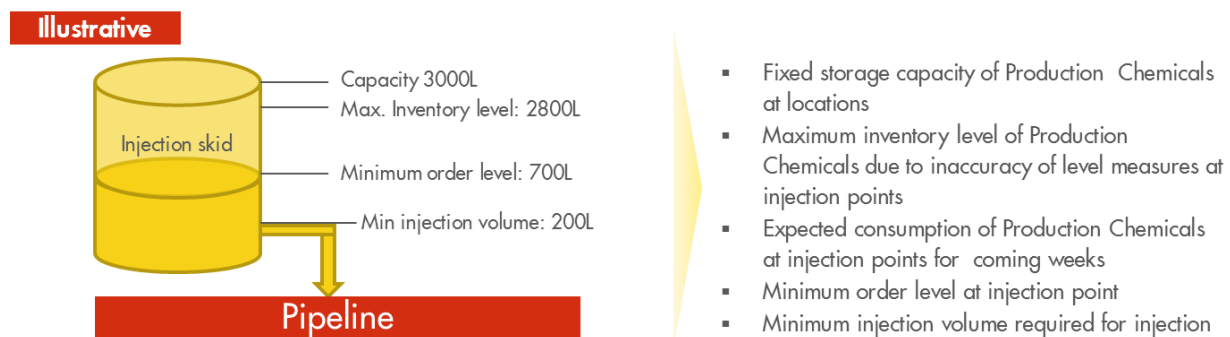 Illustrative
Capacity 3000L
Max. Inventory level: 2800L
Injection skid
Minimum order level: 700L
Min injection volume: 200L
Pipeline
▪ Fixed storage capacity of Production Chemicals
at locations
▪ Maximum inventory level of Production
Chemicals due to inaccuracy of level measures at
injection points
▪ Expected consumption of Production Chemicals
at injection points for coming weeks
▪ Minimum order level at injection point
▪ Minimum injection volume required for injection